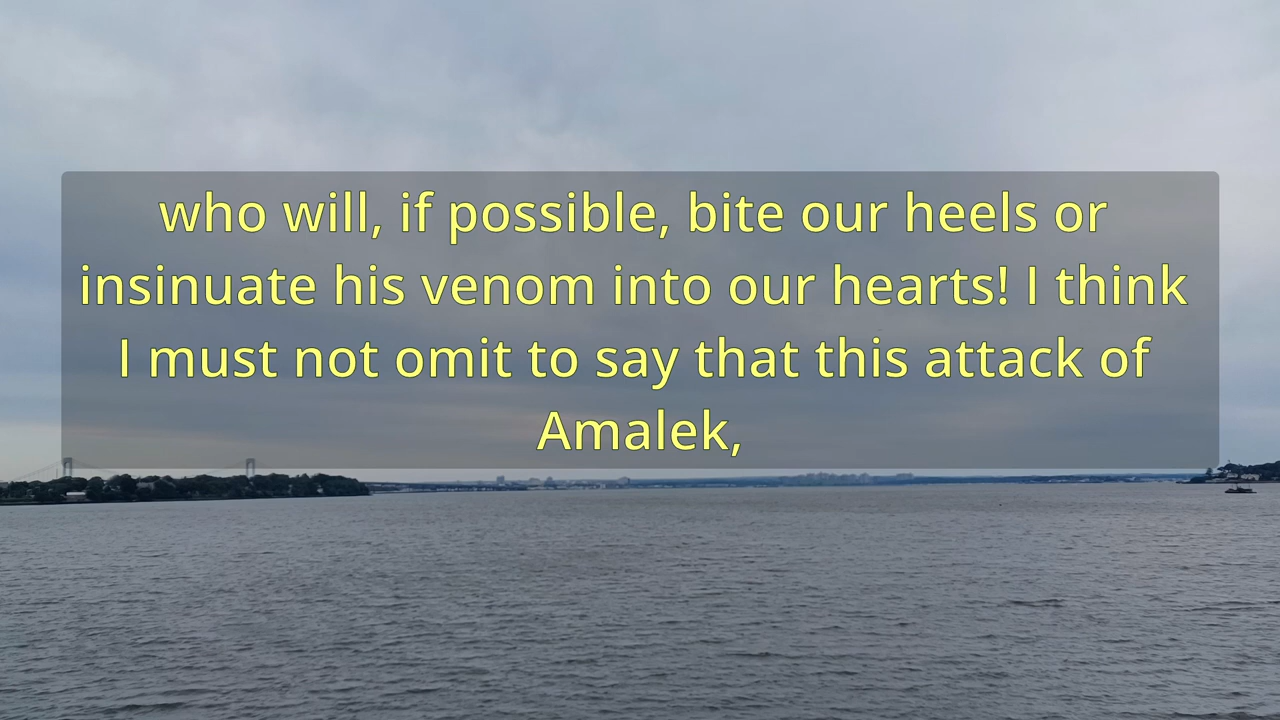 who will, if possible, bite our heels or
insinuate his venom into our hearts! I think
I must not omit to say that this attack of
Amalek,